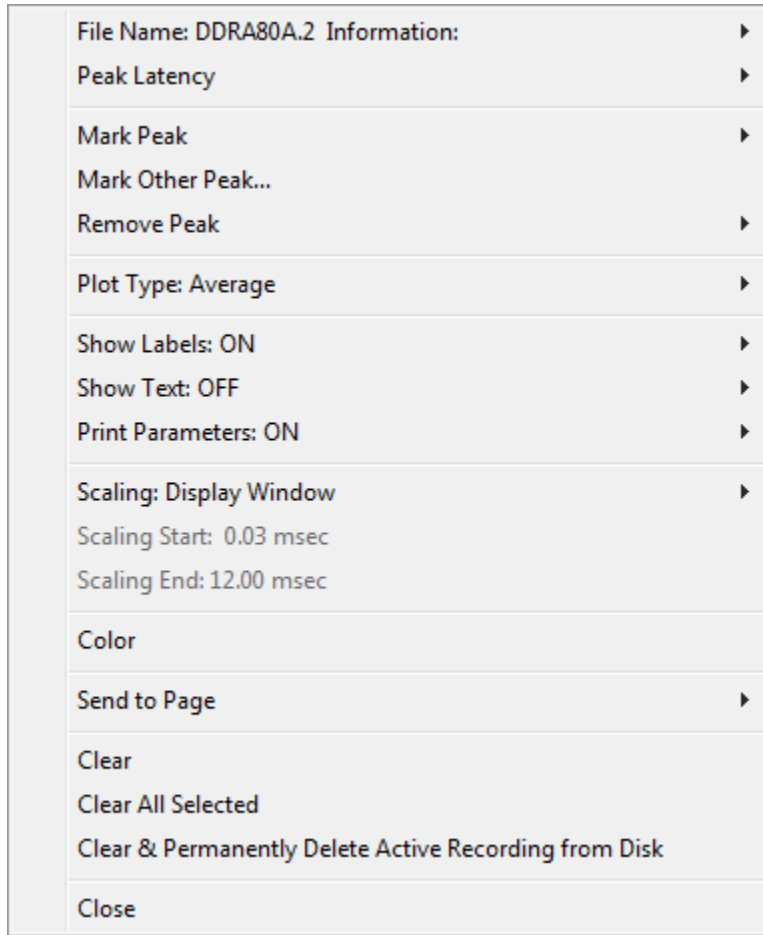 File Name: DDRA80A.2  Information:
Peak Latency
Mark Peak
Mark Other Peak...
Remove Peak
Plot Type: Average
Show Labels: ON
Show Text: OFF
Print Parameters: ON
Scaling: Display Window
Scaling Start:  0.03 msec
Scaling End: 12.00 msec
Color
Send to Page
Clear
Clear All Selected
Clear & Permanently Delete Active Recording from Disk
Close